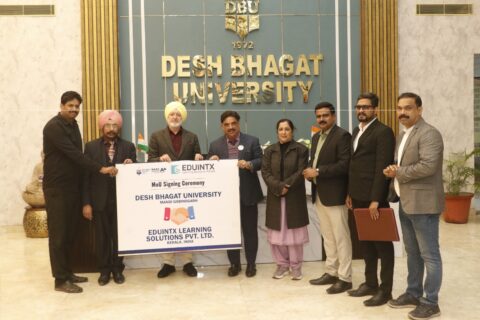 DBU
1972
DESH BHAGAT
UNIVERSITY
EDUINTX
MoU Signing Ceremony
DESH BHAGAT UNIVERSITY
MANDI GOBINDGARH
EDUINTX LEARNING
SOLUTIONS PVT. LTD.
KERALA, INDIA